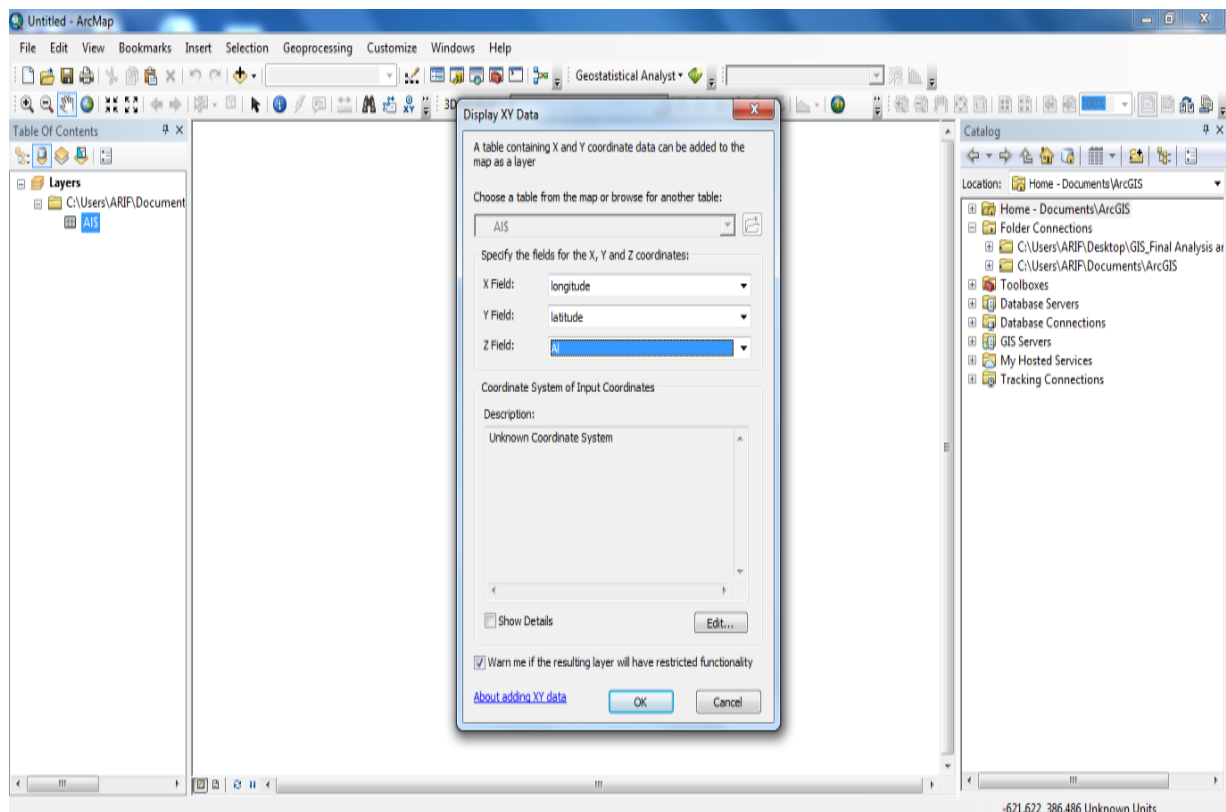 Untitled - ArcMap
File Edit View Bookmarks Insert Selection Geoprocessing Customize Windows Help
Geostatistical Analyst
3D
100%
Table Of Contents
Layers
C:\Users\ARIF\Document
AI$
Display XY Data
A table containing X and Y coordinate data can be added to the
map as a layer
Choose a table from the map or browse for another table:
AI$
Specify the fields for the X, Y and Z coordinates:
X Field: longitude
Y Field: latitude
Z Field: AI
Coordinate System of Input Coordinates
Description:
Unknown Coordinate System
Show Details
Edit...
Warn me if the resulting layer will have restricted functionality
About adding XY data
OK
Cancel
Catalog
Location: Home - Documents\ArcGIS
Home - Documents\ArcGIS
Folder Connections
C:\Users\ARIF\Desktop\GIS_Final Analysis ar
C:\Users\ARIF\Documents\ArcGIS
Toolboxes
Database Servers
Database Connections
GIS Servers
My Hosted Services
Tracking Connections
-621.622 386.486 Unknown Units